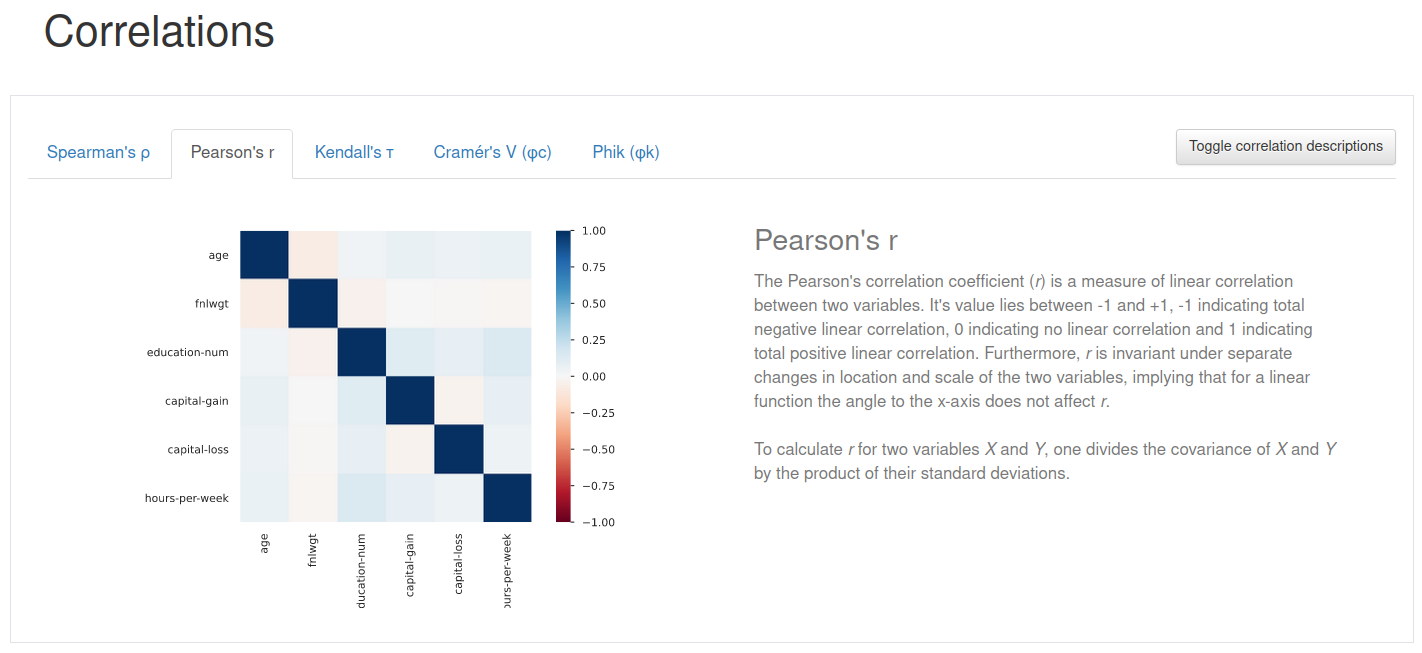 Correlations
Spearman's ρ
Pearson's r
Kendall's τ
Cramér's V (φc)
Phik (φk)
Toggle correlation descriptions
age
fnlwgt
education-num
capital-gain
capital-loss
hours-per-week
age
fnlwgt
ducation-num
capital-gain
capital-loss
ours-per-week
1.00
0.75
0.50
0.25
0.00
−0.25
−0.50
−0.75
−1.00
Pearson's r
The Pearson's correlation coefficient (r) is a measure of linear correlation
between two variables. It's value lies between -1 and +1, -1 indicating total
negative linear correlation, 0 indicating no linear correlation and 1 indicating
total positive linear correlation. Furthermore, r is invariant under separate
changes in location and scale of the two variables, implying that for a linear
function the angle to the x-axis does not affect r.
To calculate r for two variables X and Y, one divides the covariance of X and Y
by the product of their standard deviations.